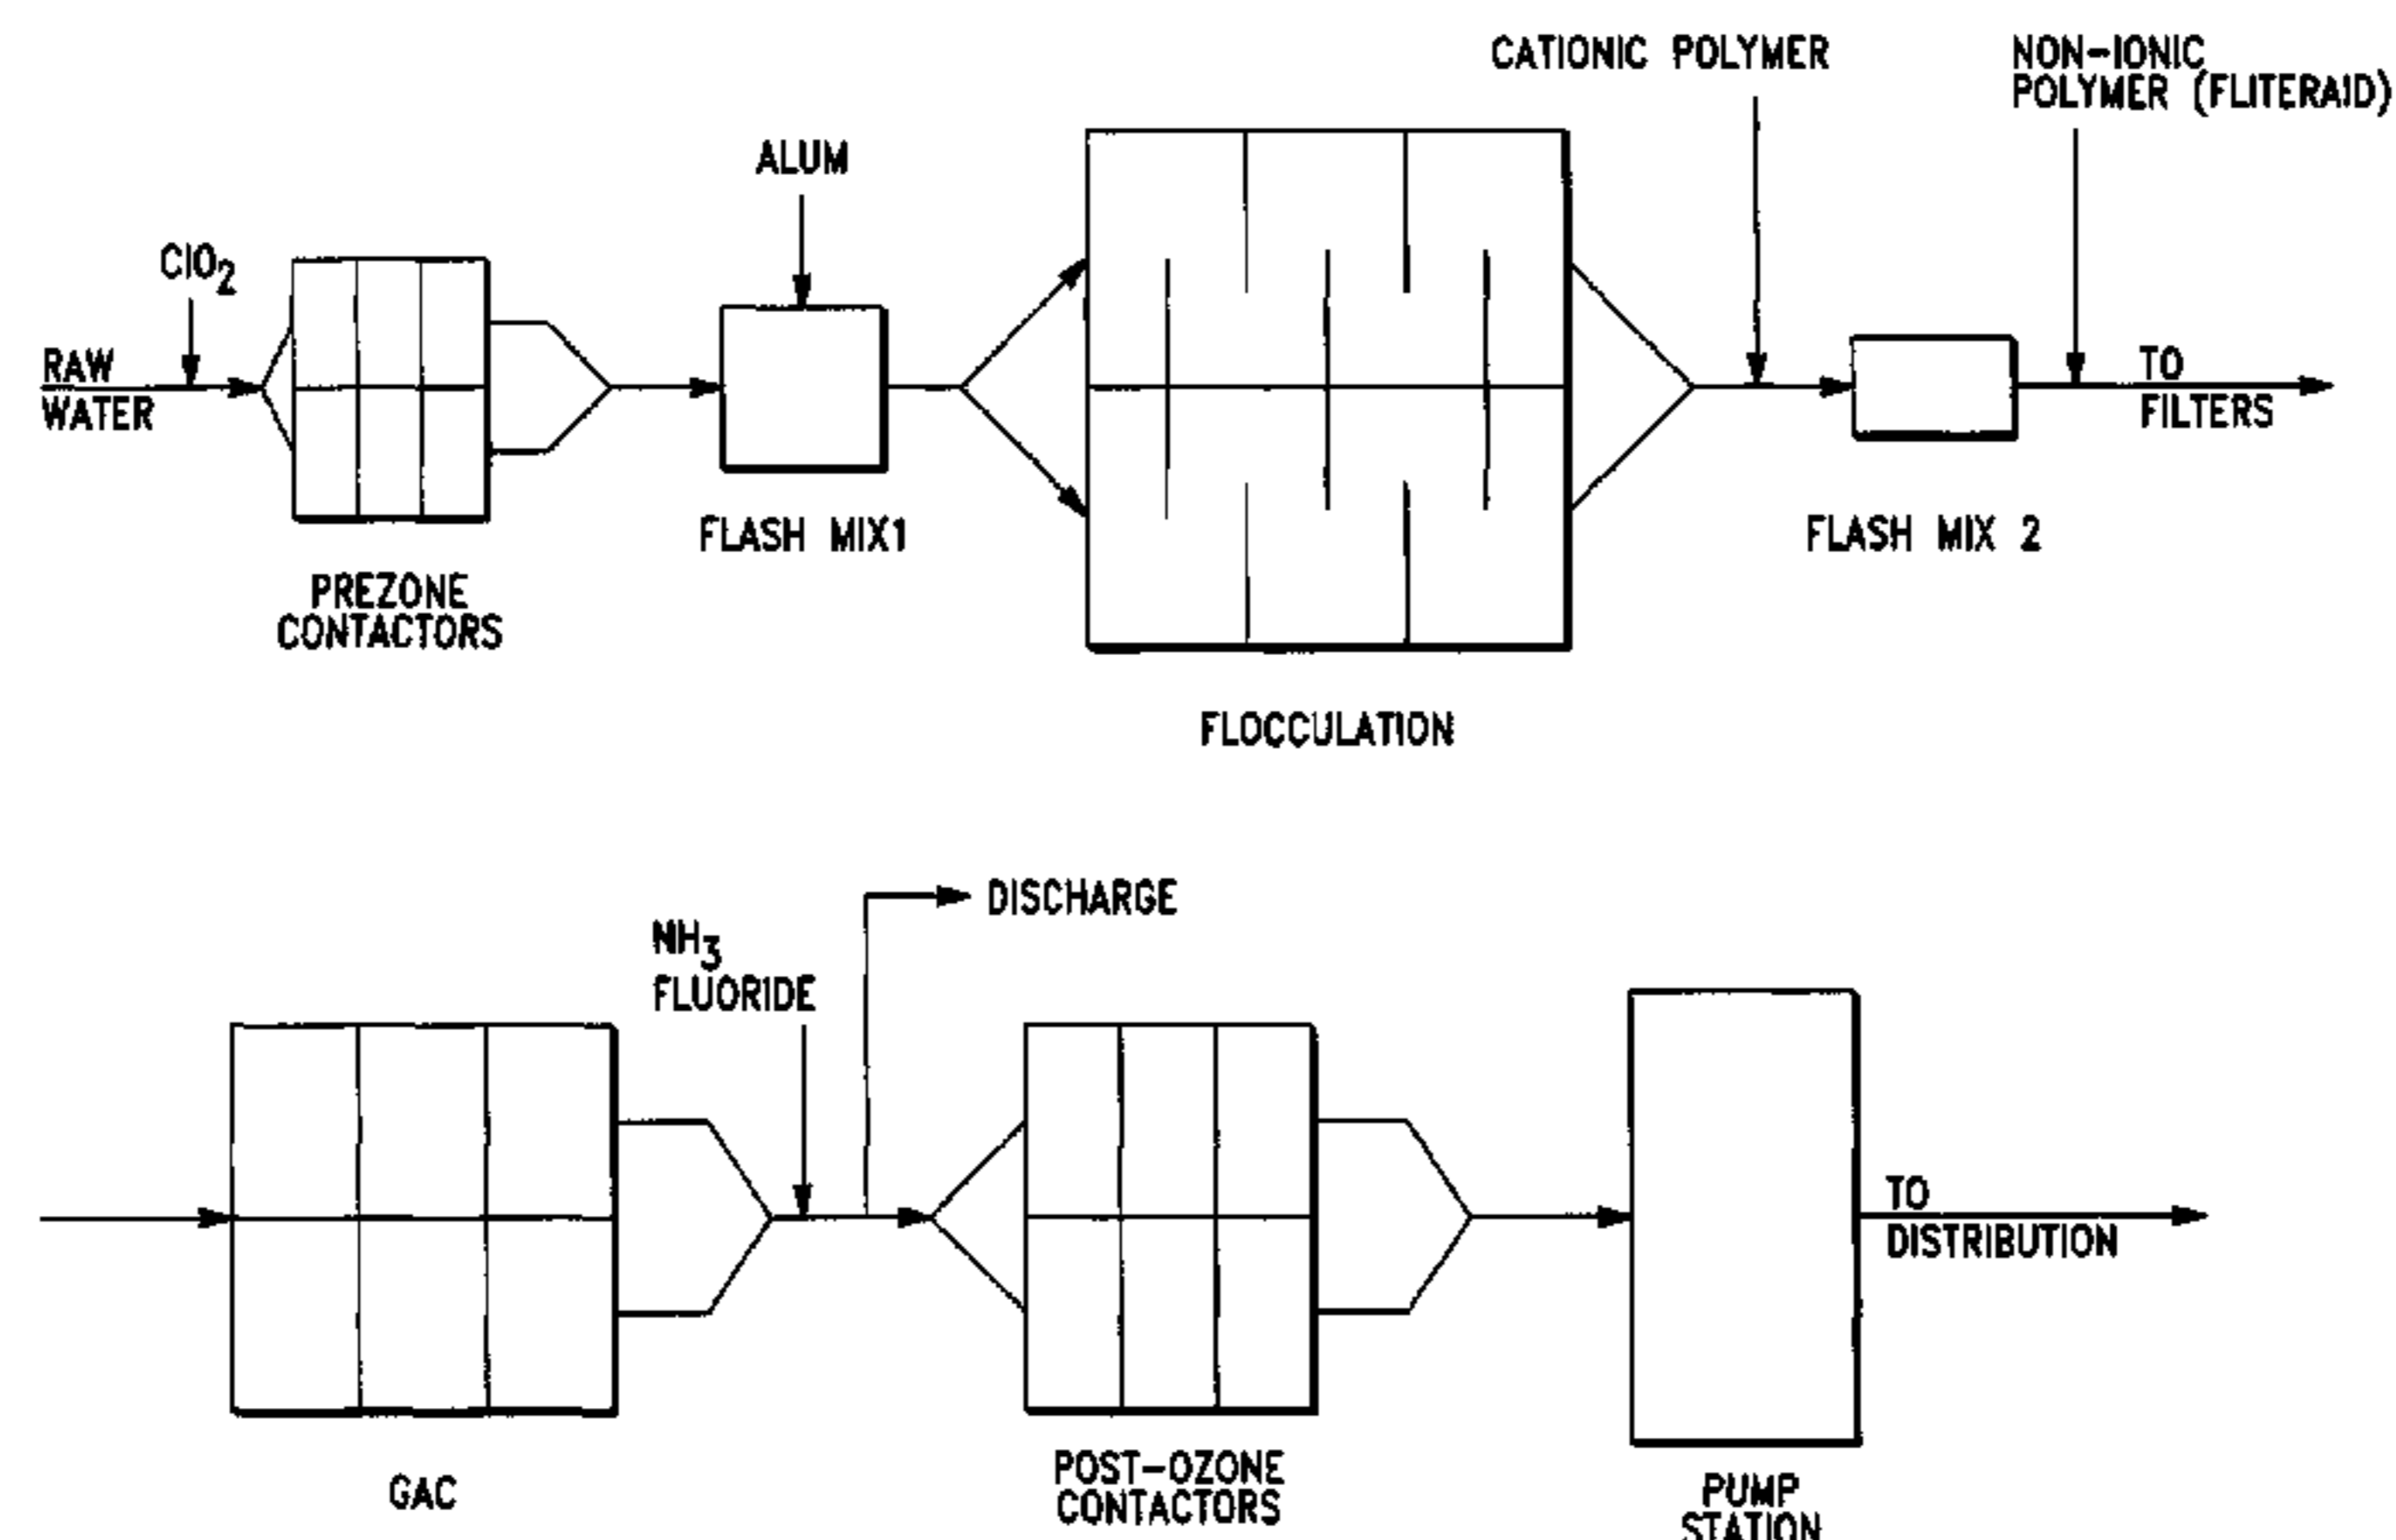 CATIONIC POLYMER
NON-IONIC
POLYMER (FLITERAID)
ALUM
ClO2
RAW
WATER
TO
FILTERS
FLASH MIX1
FLASH MIX 2
PREZONE
CONTACTORS
FLOCCULATION
DISCHARGE
NH3
FLUORIDE
TO
DISTRIBUTION
GAC
POST-OZONE
CONTACTORS
PUMP
STATION